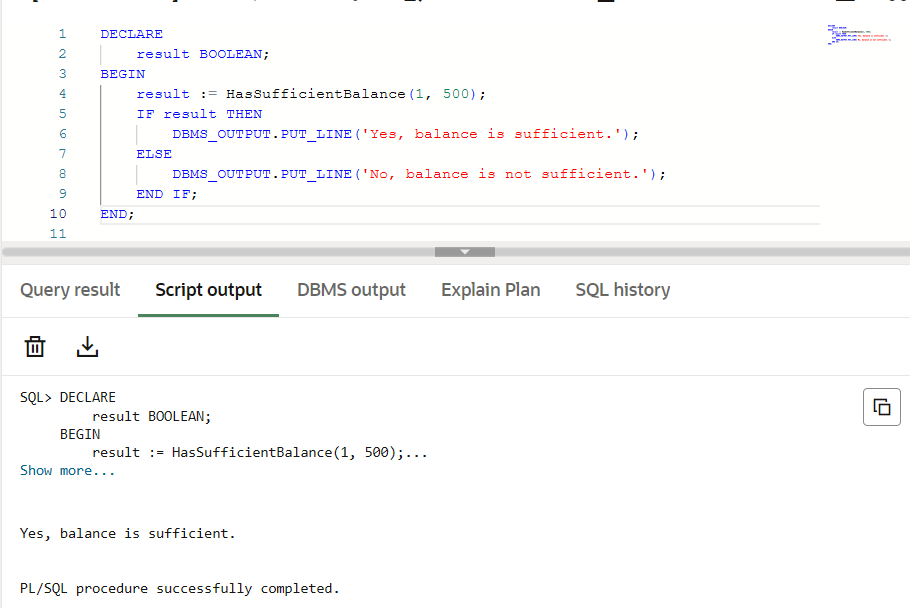 1 DECLARE
2 result BOOLEAN;
3 BEGIN
4 result := HasSufficientBalance(1, 500);
5 IF result THEN
6 DBMS_OUTPUT.PUT_LINE('Yes, balance is sufficient.');
7 ELSE
8 DBMS_OUTPUT.PUT_LINE('No, balance is not sufficient.');
9 END IF;
10 END;
11
Query result Script output DBMS output Explain Plan SQL history
SQL> DECLARE
result BOOLEAN;
BEGIN
result := HasSufficientBalance(1, 500);...
Show more...
Yes, balance is sufficient.
PL/SQL procedure successfully completed.